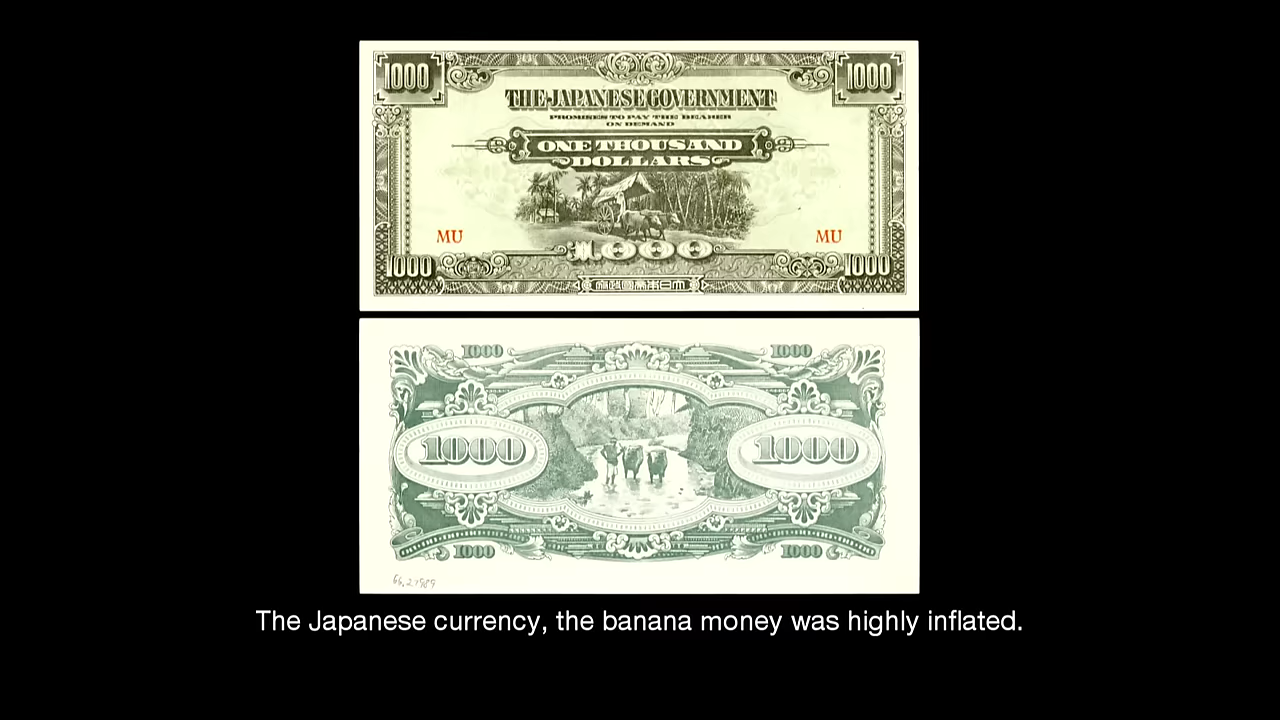 1000 1000
THE JAPANESE GOVERNMENT
PROMISES TO PAY THE BEARER
ON DEMAND
ONE THOUSAND
DOLLARS
MU MU
1000
1000 1000
1000 1000
1000 1000
1000 1000
The Japanese currency, the banana money was highly inflated.